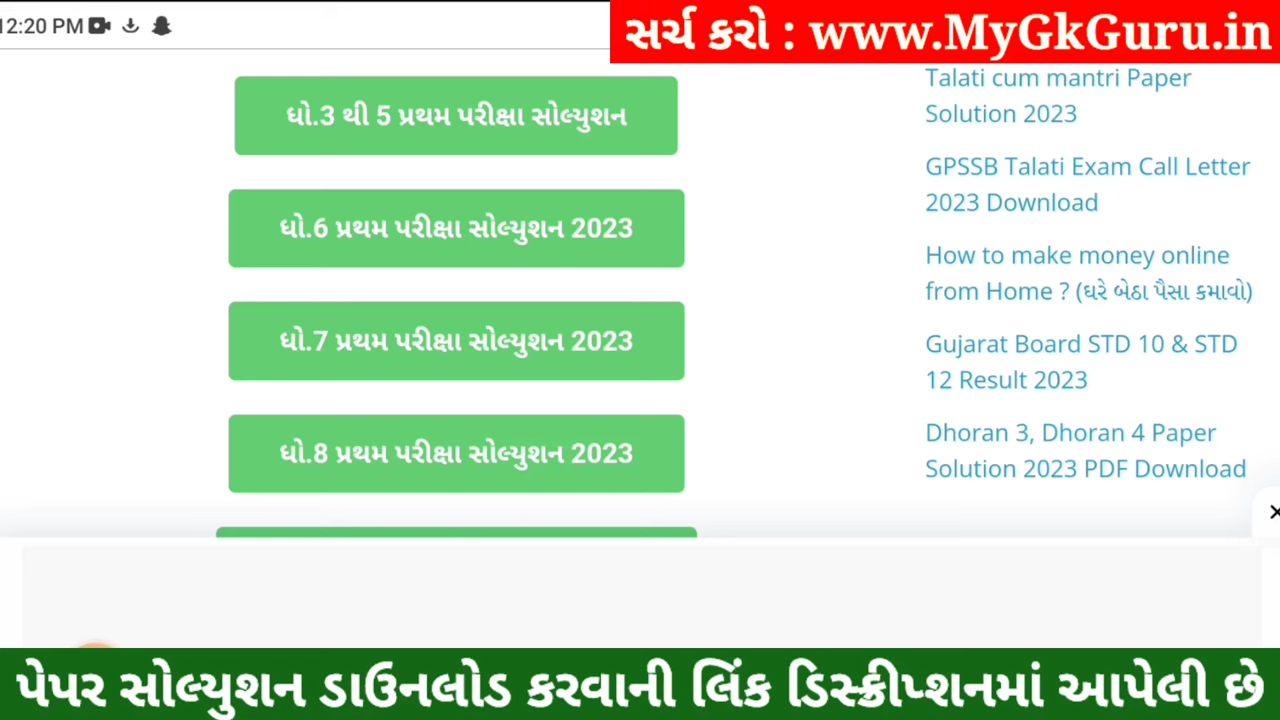 12:20 PM
સર્ચ કરો : www.MyGkGuru.in
ધો.3 થી 5 પ્રથમ પરીક્ષા સોલ્યુશન
ધો.6 પ્રથમ પરીક્ષા સોલ્યુશન 2023
ધો.7 પ્રથમ પરીક્ષા સોલ્યુશન 2023
ધો.8 પ્રથમ પરીક્ષા સોલ્યુશન 2023
Talati cum mantri Paper
Solution 2023
GPSSB Talati Exam Call Letter
2023 Download
How to make money online
from Home ? (ઘરે બેઠા પૈસા કમાવો)
Gujarat Board STD 10 & STD
12 Result 2023
Dhoran 3, Dhoran 4 Paper
Solution 2023 PDF Download
પેપર સોલ્યુશન ડાઉનલોડ કરવાની લિંક ડિસ્ક્રીપ્શનમાં આપેલી છે